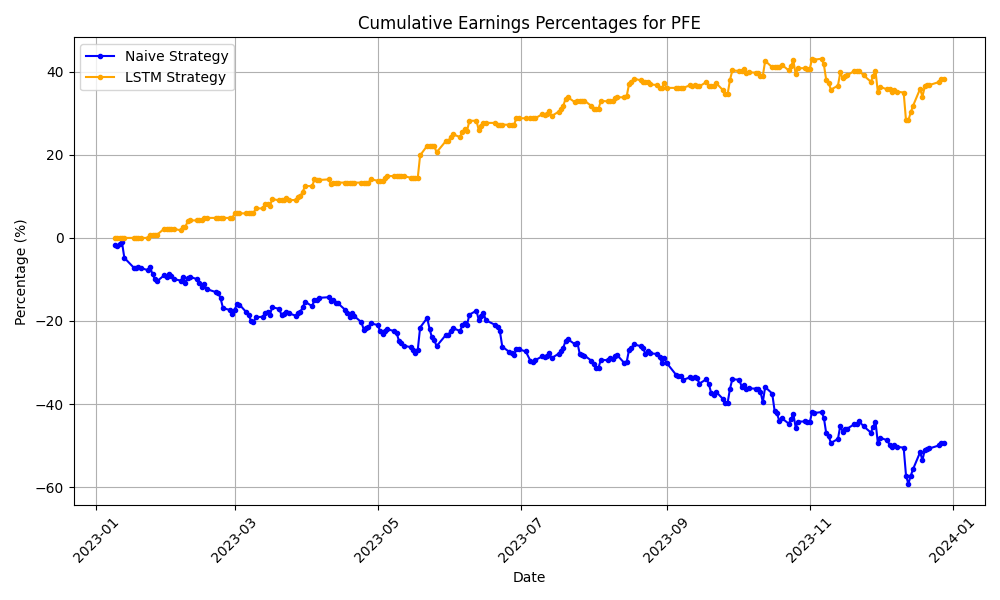 Cumulative Earnings Percentages for PFE
Naive Strategy
LSTM Strategy
Percentage (%)
40
20
0
−20
−40
−60
2023-01
2023-03
2023-05
2023-07
2023-09
2023-11
2024-01
Date